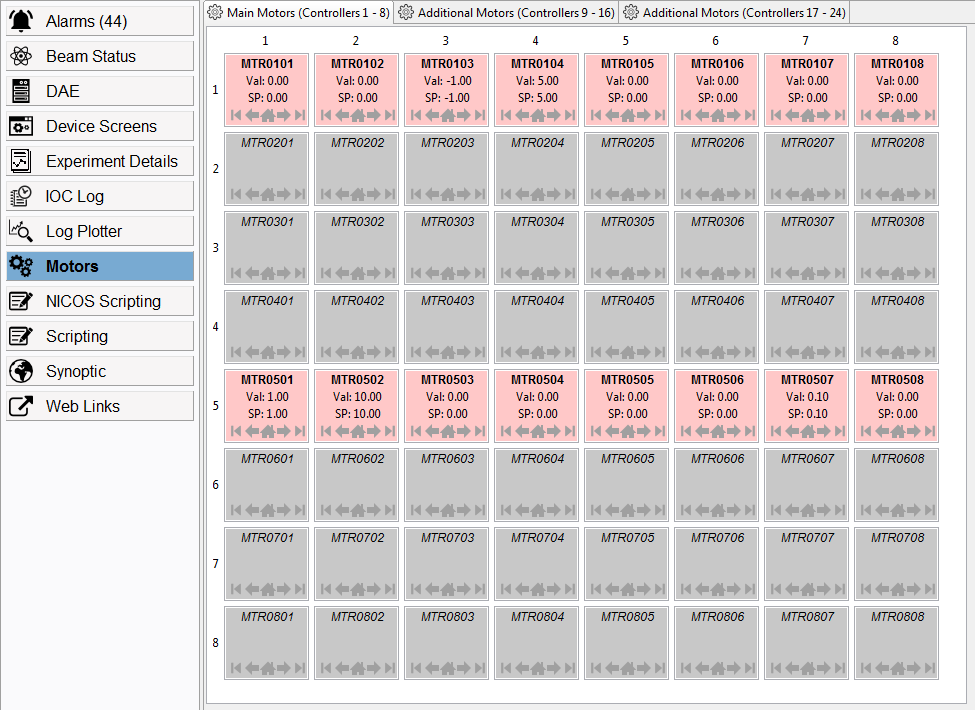 Alarms (44)
Beam Status
DAE
Device Screens
Experiment Details
IOC Log
Log Plotter
Motors
NICOS Scripting
Scripting
Synoptic
Web Links
Main Motors (Controllers 1 - 8) Additional Motors (Controllers 9 - 16) Additional Motors (Controllers 17 - 24)
1 2 3 4 5 6 7 8
MTR0101 MTR0102 MTR0103 MTR0104 MTR0105 MTR0106 MTR0107 MTR0108
Val: 0.00 Val: 0.00 Val: -1.00 Val: 5.00 Val: 0.00 Val: 0.00 Val: 0.00 Val: 0.00
1
SP: 0.00 SP: 0.00 SP: -1.00 SP: 5.00 SP: 0.00 SP: 0.00 SP: 0.00 SP: 0.00
MTR0201 MTR0202 MTR0203 MTR0204 MTR0205 MTR0206 MTR0207 MTR0208
2
MTR0301 MTR0302 MTR0303 MTR0304 MTR0305 MTR0306 MTR0307 MTR0308
3
MTR0401 MTR0402 MTR0403 MTR0404 MTR0405 MTR0406 MTR0407 MTR0408
4
MTR0501 MTR0502 MTR0503 MTR0504 MTR0505 MTR0506 MTR0507 MTR0508
Val: 1.00 Val: 10.00 Val: 0.00 Val: 0.00 Val: 0.00 Val: 0.00 Val: 0.10 Val: 0.00
5
SP: 1.00 SP: 10.00 SP: 0.00 SP: 0.00 SP: 0.00 SP: 0.00 SP: 0.10 SP: 0.00
MTR0601 MTR0602 MTR0603 MTR0604 MTR0605 MTR0606 MTR0607 MTR0608
6
MTR0701 MTR0702 MTR0703 MTR0704 MTR0705 MTR0706 MTR0707 MTR0708
7
MTR0801 MTR0802 MTR0803 MTR0804 MTR0805 MTR0806 MTR0807 MTR0808
8